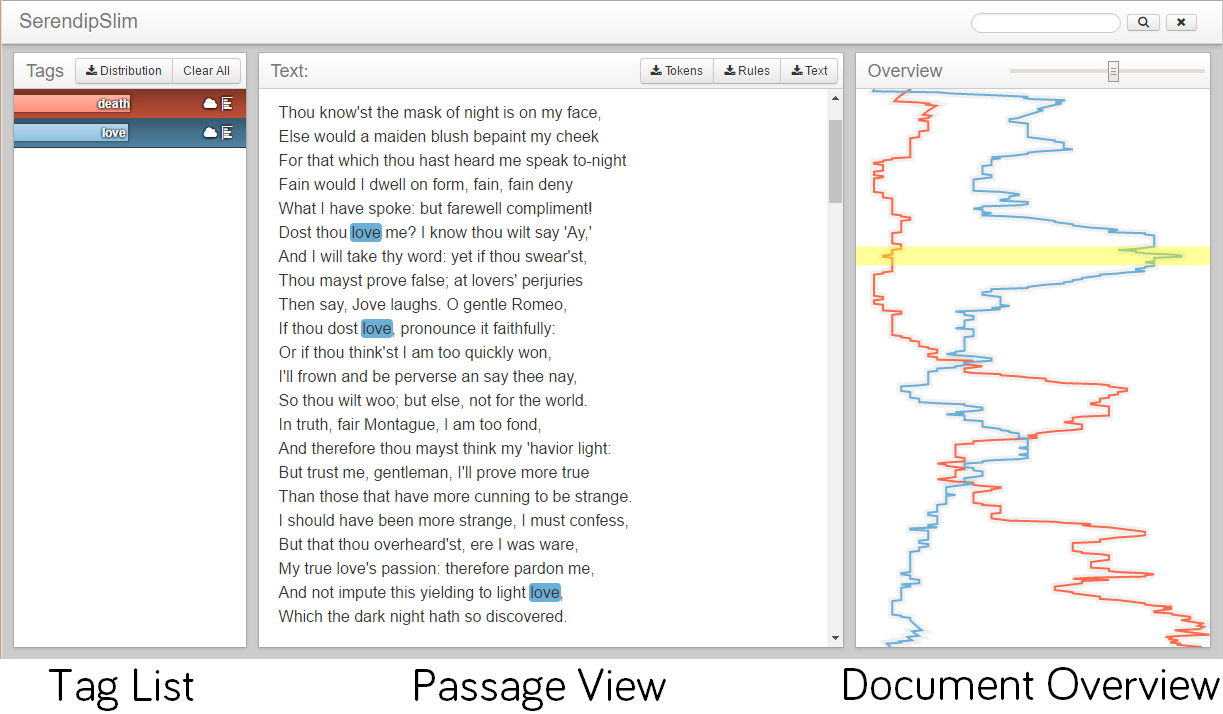 SerendipSlim
Tags Distribution Clear All
death
love
Text: Tokens Rules Text
Thou know'st the mask of night is on my face,
Else would a maiden blush bepaint my cheek
For that which thou hast heard me speak to-night
Fain would I dwell on form, fain, fain deny
What I have spoke: but farewell compliment!
Dost thou love me? I know thou wilt say 'Ay,'
And I will take thy word: yet if thou swear'st,
Thou mayst prove false; at lovers' perjuries
Then say, Jove laughs. O gentle Romeo,
If thou dost love, pronounce it faithfully:
Or if thou think'st I am too quickly won,
I'll frown and be perverse an say thee nay,
So thou wilt woo; but else, not for the world.
In truth, fair Montague, I am too fond,
And therefore thou mayst think my 'havior light:
But trust me, gentleman, I'll prove more true
Than those that have more cunning to be strange.
I should have been more strange, I must confess,
But that thou overheard'st, ere I was ware,
My true love's passion: therefore pardon me,
And not impute this yielding to light love,
Which the dark night hath so discovered.
Overview
Tag List
Passage View
Document Overview